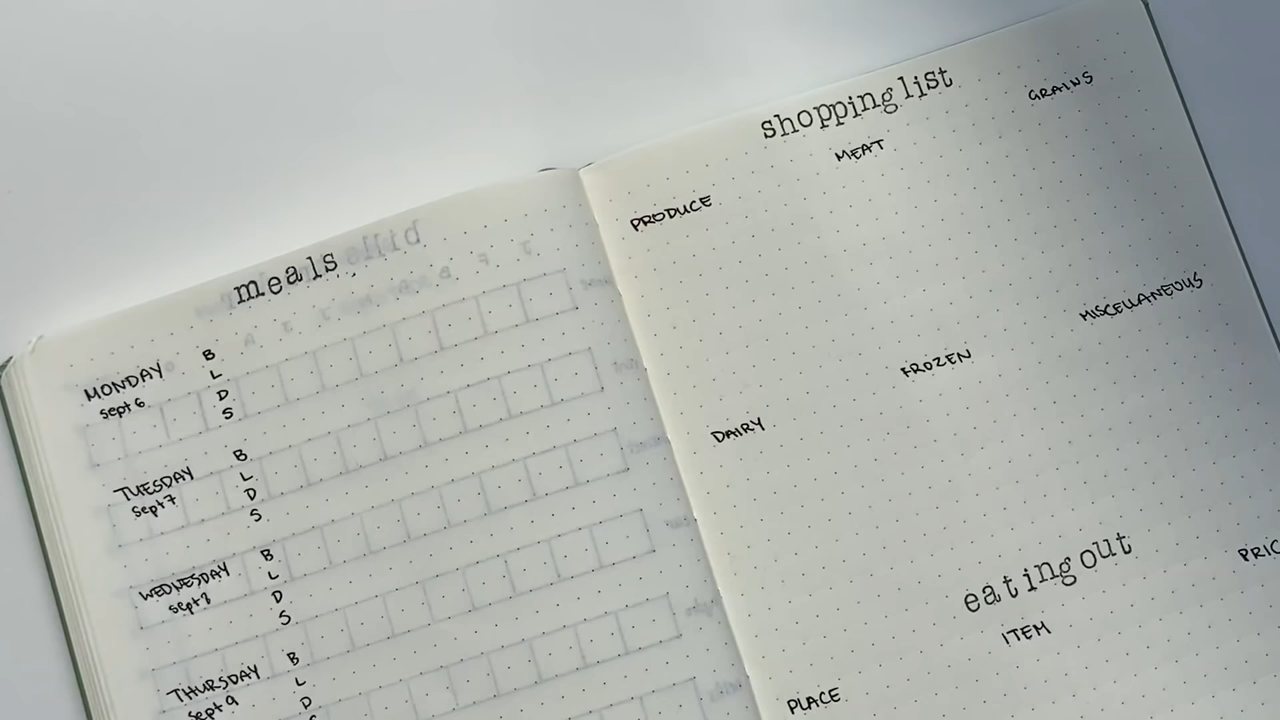 meals
MONDAY
sept 6
B
L
D
S
TUESDAY
sept 7
B
L
D
S
WEDNESDAY
sept 8
B
L
D
S
THURSDAY
sept 9
B
L
D
shopping list
PRODUCE
MEAT
GRAINS
DAIRY
FROZEN
MISCELLANEOUS
eating out
PLACE
ITEM
PRIC